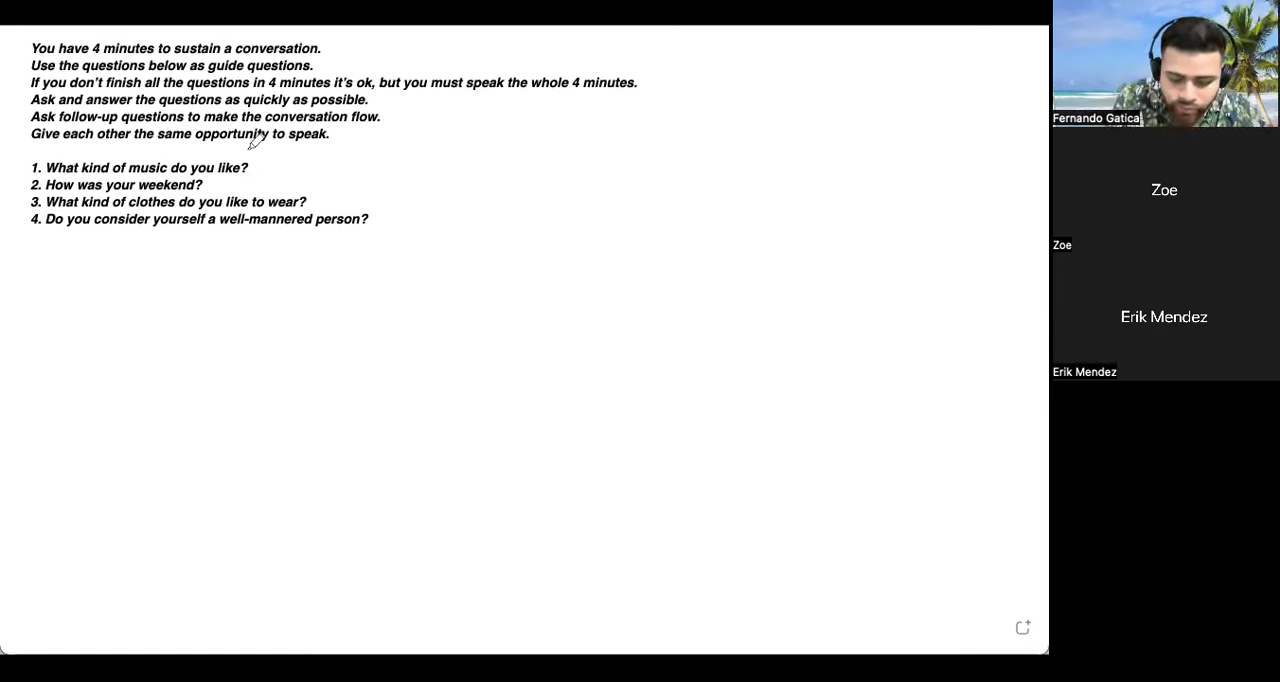 You have 4 minutes to sustain a conversation.
Use the questions below as guide questions.
If you don't finish all the questions in 4 minutes it's ok, but you must speak the whole 4 minutes.
Ask and answer the questions as quickly as possible.
Ask follow-up questions to make the conversation flow.
Give each other the same opportunity to speak.
1. What kind of music do you like?
2. How was your weekend?
3. What kind of clothes do you like to wear?
4. Do you consider yourself a well-mannered person?
Fernando Gatica
Zoe
Zoe
Erik Mendez
Erik Mendez